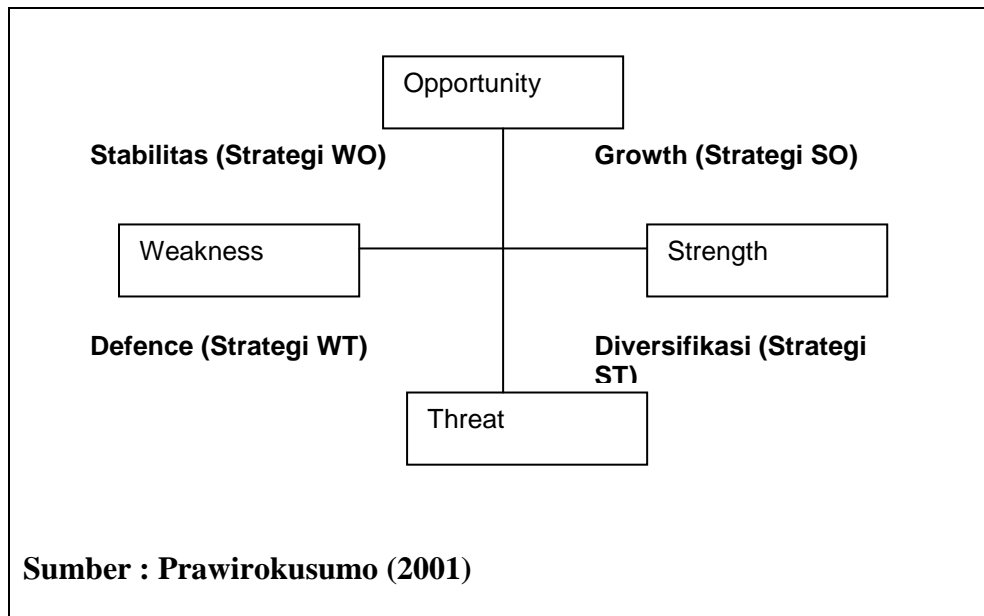 Opportunity
Stabilitas (Strategi WO)
Growth (Strategi SO)
Weakness
Strength
Defence (Strategi WT)
Diversifikasi (Strategi
ST)
Threat
Sumber : Prawirokusumo (2001)